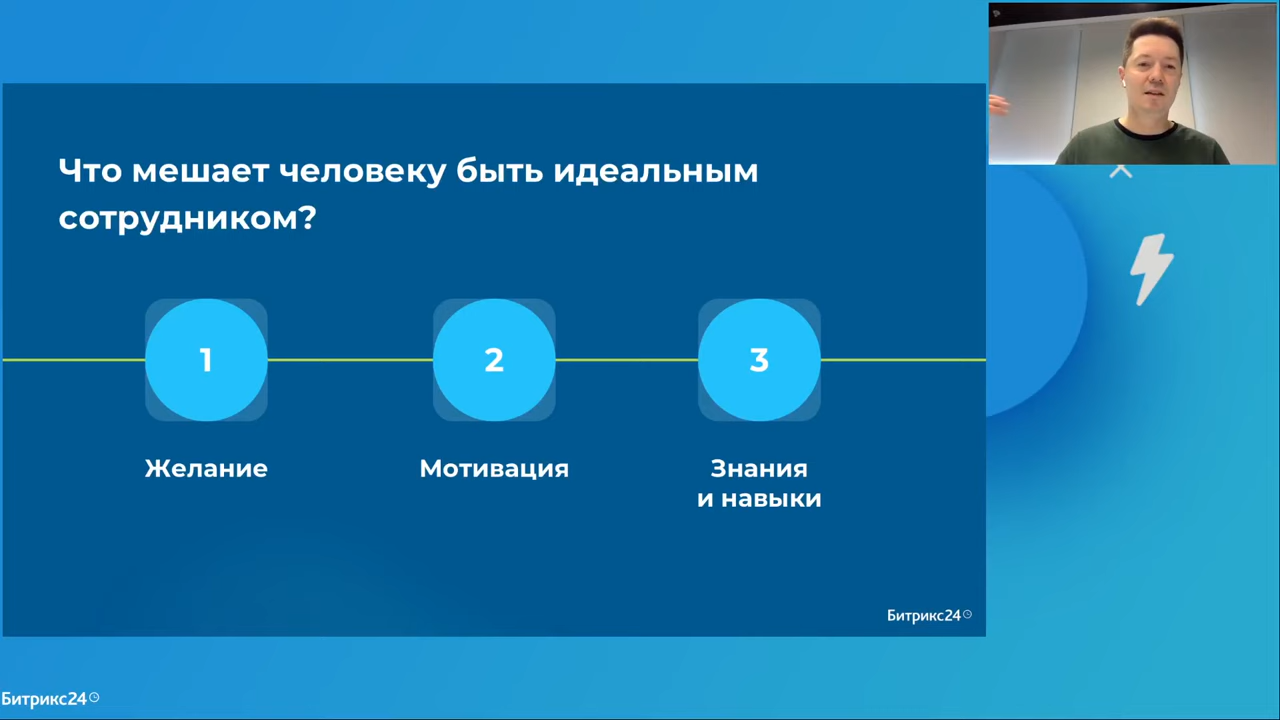 Что мешает человеку быть идеальным
сотрудником?
1
2
3
Желание
Мотивация
Знания
и навыки
Битрикс24
Битрикс24